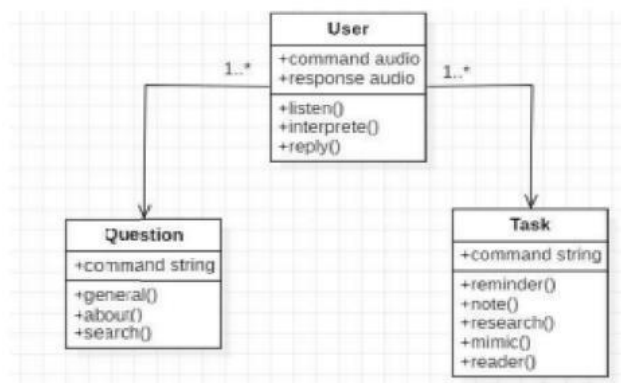 User
+command audio
+response audio
+listen()
+interprete()
+reply()
1..*
1..*
Question
+command string
+general()
+about()
+search()
Task
+command string
+reminder()
+note()
+research()
+mimic()
+reader()